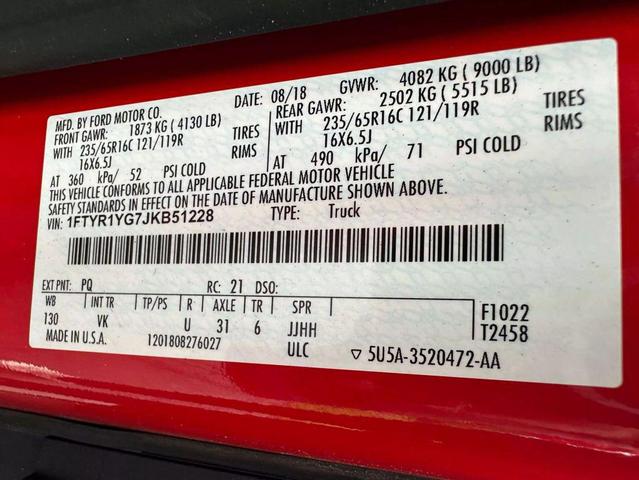 MFD. BY FORD MOTOR CO. DATE: 08/18 GVWR: 4082 KG ( 9000 LB)
FRONT GAWR: 1873 KG ( 4130 LB) REAR GAWR: 2502 KG ( 5515 LB)
WITH 235/65R16C 121/119R TIRES WITH 235/65R16C 121/119R TIRES
16X6.5J RIMS 16X6.5J RIMS
AT 360 kPa/ 52 PSI COLD AT 490 kPa/ 71 PSI COLD
THIS VEHICLE CONFORMS TO ALL APPLICABLE FEDERAL MOTOR VEHICLE
SAFETY STANDARDS IN EFFECT ON THE DATE OF MANUFACTURE SHOWN ABOVE.
VIN: 1FTYR1YG7JKB51228 TYPE: Truck
EXT PNT: PQ RC: 21 DSO:
WB INT TR TP/PS R AXLE TR SPR F1022
130 VK U 31 6 JJHH T2458
MADE IN U.S.A. 1201808276027 ULC ▽ 5U5A-3520472-AA